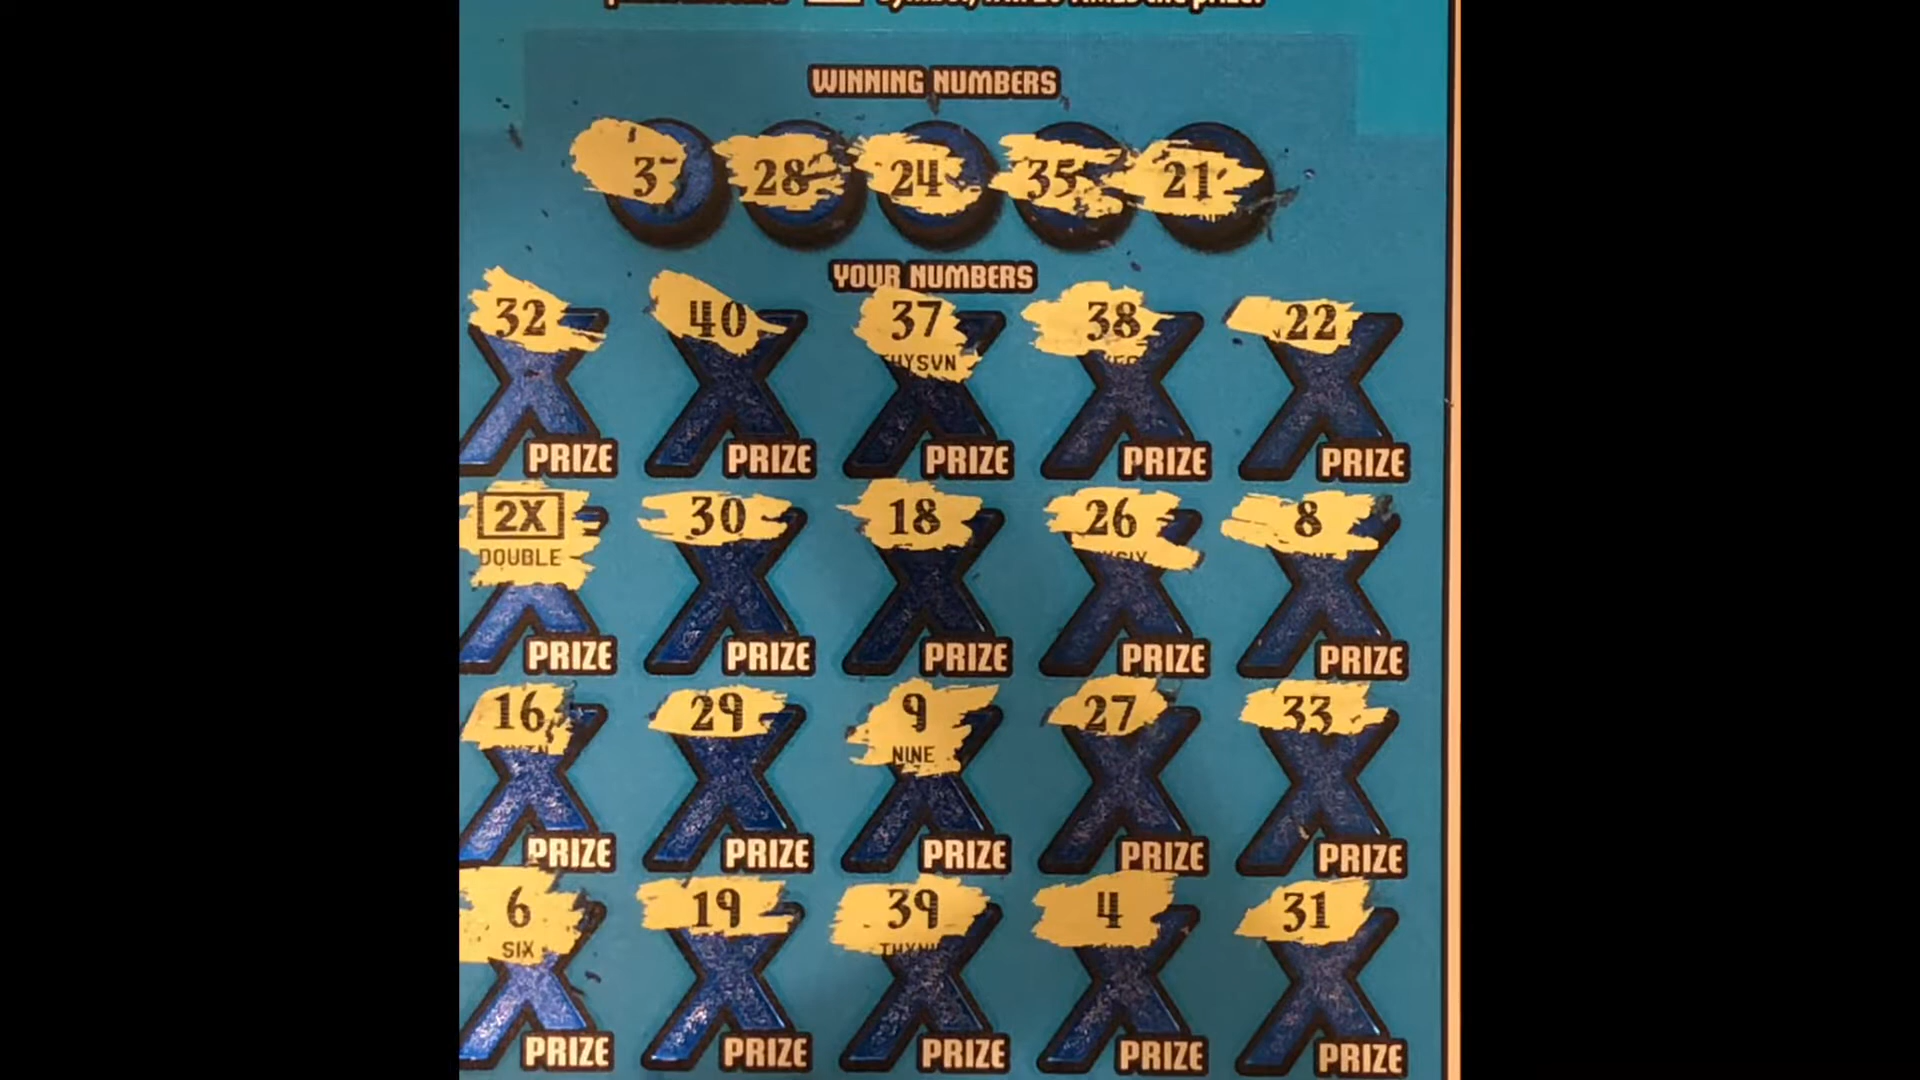 WINNING NUMBERS
3 28 24 35 21
YOUR NUMBERS
32 40 37 38 22
HYSVN
PRIZE PRIZE PRIZE PRIZE PRIZE
2X 30 18 26 8
DOUBLE
PRIZE PRIZE PRIZE PRIZE PRIZE
16 29 9 27 33
NINE
PRIZE PRIZE PRIZE PRIZE PRIZE
6 19 39 4 31
SIX
PRIZE PRIZE PRIZE PRIZE PRIZE